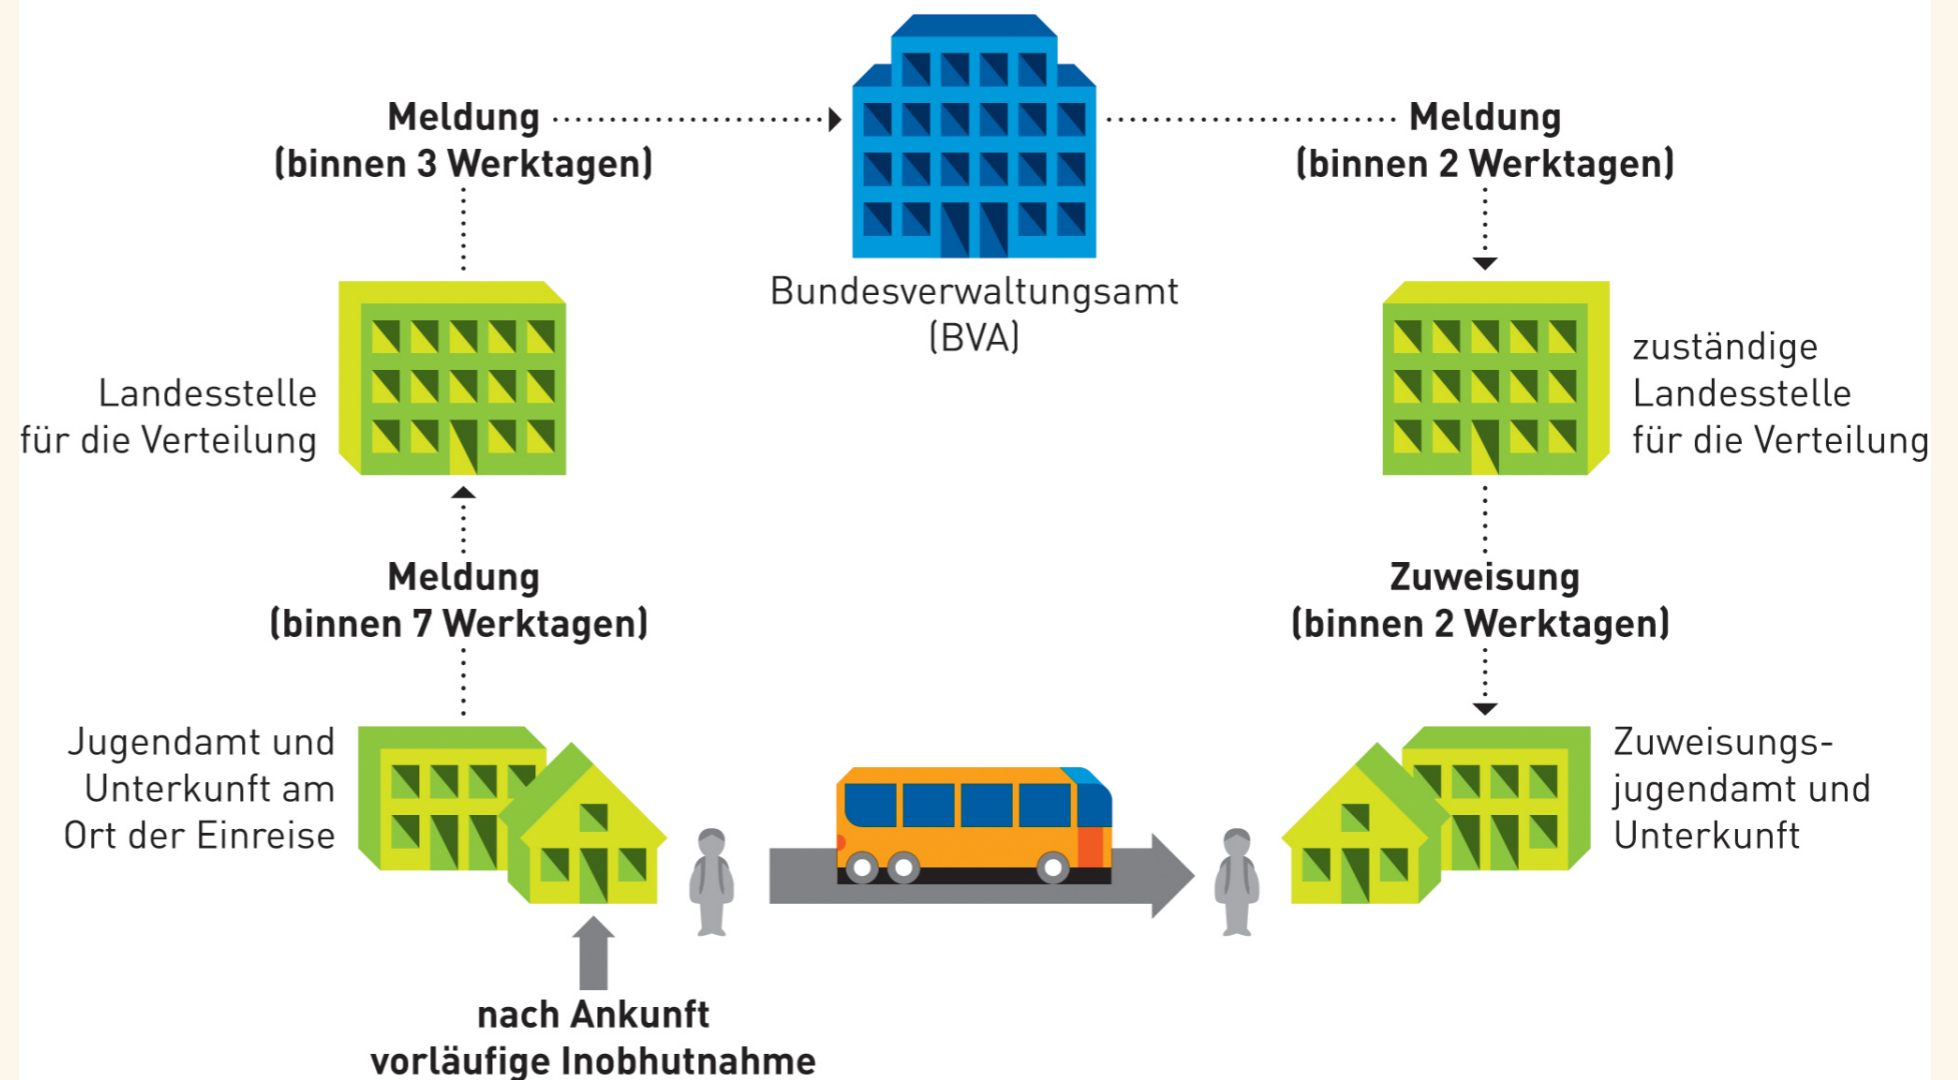 Meldung
(binnen 3 Werktagen)
Meldung
(binnen 2 Werktagen)
Bundesverwaltungsamt
(BVA)
Landesstelle
für die Verteilung
zuständige
Landesstelle
für die Verteilung
Meldung
(binnen 7 Werktagen)
Zuweisung
(binnen 2 Werktagen)
Jugendamt und
Unterkunft am
Ort der Einreise
Zuweisungs-
jugendamt und
Unterkunft
nach Ankunft
vorläufige Inobhutnahme